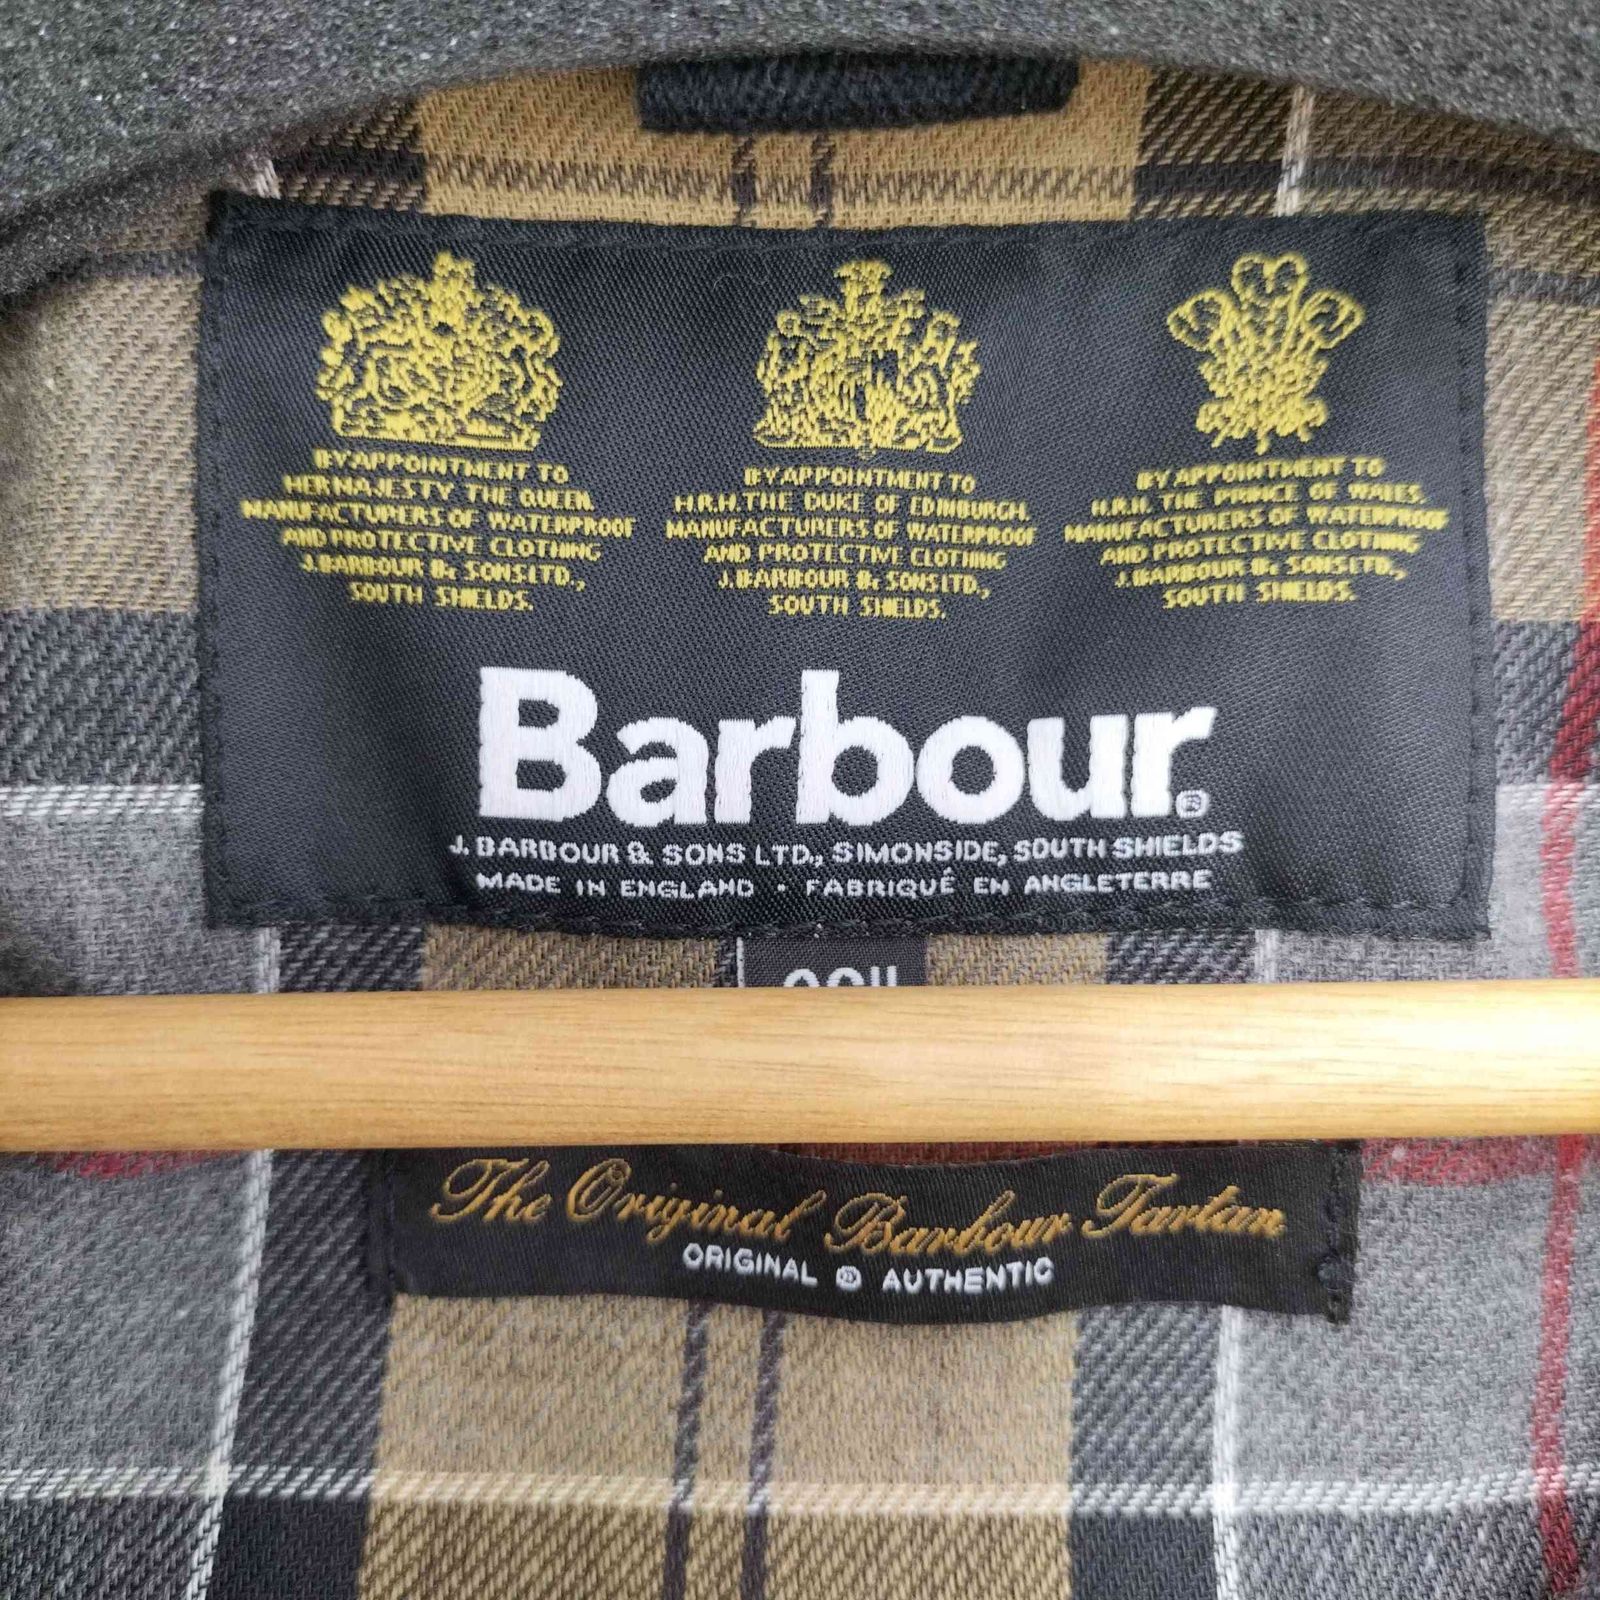 BY APPOINTMENT TO
HER MAJESTY THE QUEEN
MANUFACTURERS OF WATERPROOF
AND PROTECTIVE CLOTHING
J. BARBOUR & SONS LTD.,
SOUTH SHIELDS.
BY APPOINTMENT TO
H.R.H. THE DUKE OF EDINBURGH,
MANUFACTURERS OF WATERPROOF
AND PROTECTIVE CLOTHING
J. BARBOUR & SONS LTD.,
SOUTH SHIELDS.
BY APPOINTMENT TO
H.R.H. THE PRINCE OF WALES,
MANUFACTURERS OF WATERPROOF
AND PROTECTIVE CLOTHING
J. BARBOUR & SONS LTD.,
SOUTH SHIELDS.
Barbour®
J. BARBOUR & SONS LTD., SIMONSIDE, SOUTH SHIELDS
MADE IN ENGLAND • FABRIQUÉ EN ANGLETERRE
The Original Barbour Tartan
ORIGINAL ® AUTHENTIC